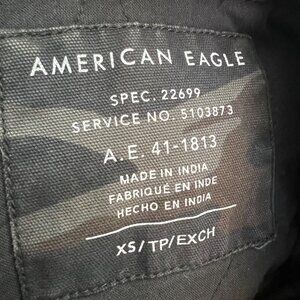 AMERICAN EAGLE
SPEC. 22699
SERVICE NO. 5103873
A.E. 41-1813
MADE IN INDIA
FABRIQUÉ EN INDE
HECHO EN INDIA
XS/TP/EXCH